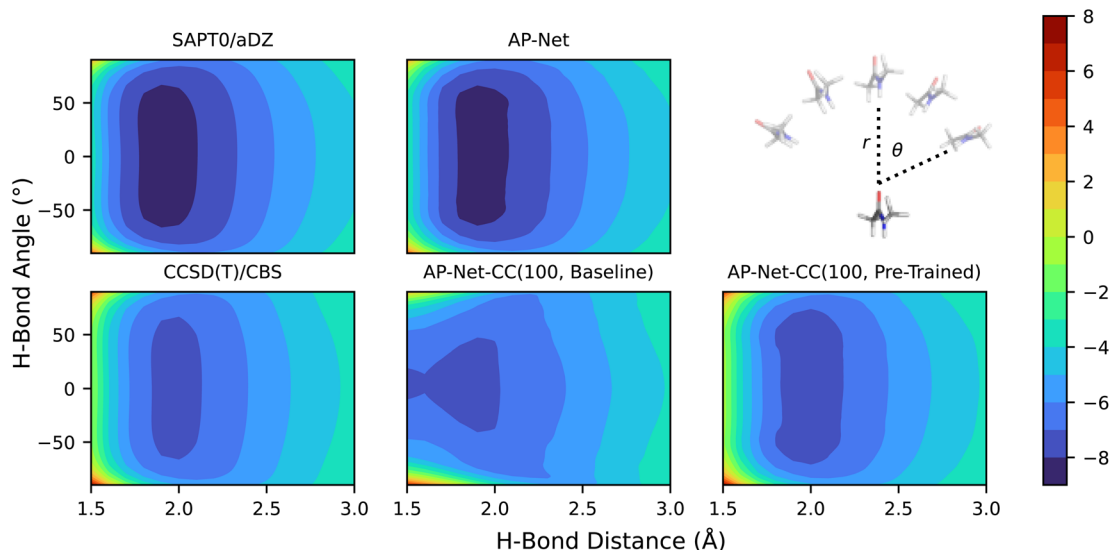 SAPT0/aDZ
AP-Net
50
0
−50
r
θ
H-Bond Angle (°)
CCSD(T)/CBS
AP-Net-CC(100, Baseline)
AP-Net-CC(100, Pre-Trained)
50
0
−50
1.5 2.0 2.5 3.0
1.5 2.0 2.5 3.0
1.5 2.0 2.5 3.0
H-Bond Distance (Å)
8
6
4
2
0
−2
−4
−6
−8